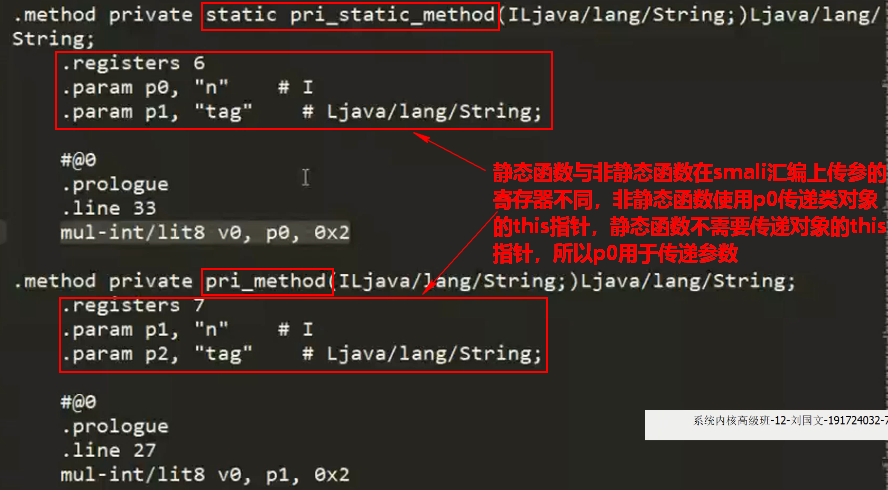 .method private static pri_static_method(ILjava/lang/String;)Ljava/lang/
String;
.registers 6
.param p0, "n" # I
.param p1, "tag" # Ljava/lang/String;
#@0
.prologue
.line 33
mul-int/lit8 v0, p0, 0x2
静态函数与非静态函数在smali汇编上传参的
寄存器不同，非静态函数使用p0传递类对象
的this指针，静态函数不需要传递对象的this
指针，所以p0用于传递参数
.method private pri_method(ILjava/lang/String;)Ljava/lang/String;
.registers 7
.param p1, "n" # I
.param p2, "tag" # Ljava/lang/String;
#@0
.prologue
.line 27
mul-int/lit8 v0, p1, 0x2
系统内核高级班-12-刘国文-191724032-7